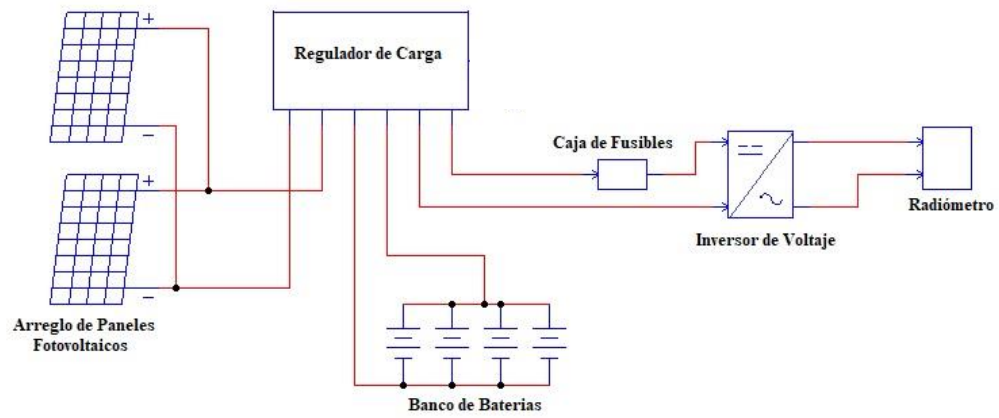 +
Regulador de Carga
−
Caja de Fusibles
+
Radiómetro
Inversor de Voltaje
−
Arreglo de Paneles
Fotovoltaicos
Banco de Baterias